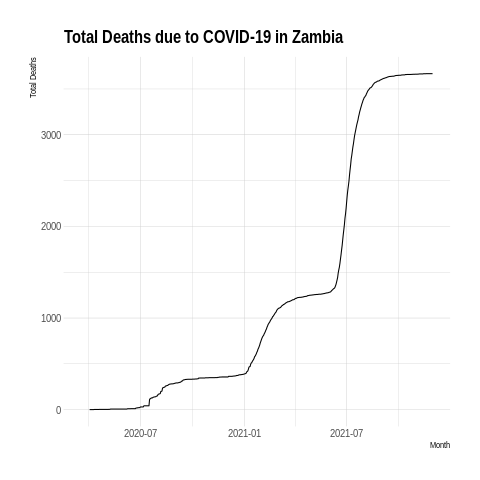 Total Deaths due to COVID-19 in Zambia
Total Deaths
3000
2000
1000
0
2020-07
2021-01
2021-07
Month